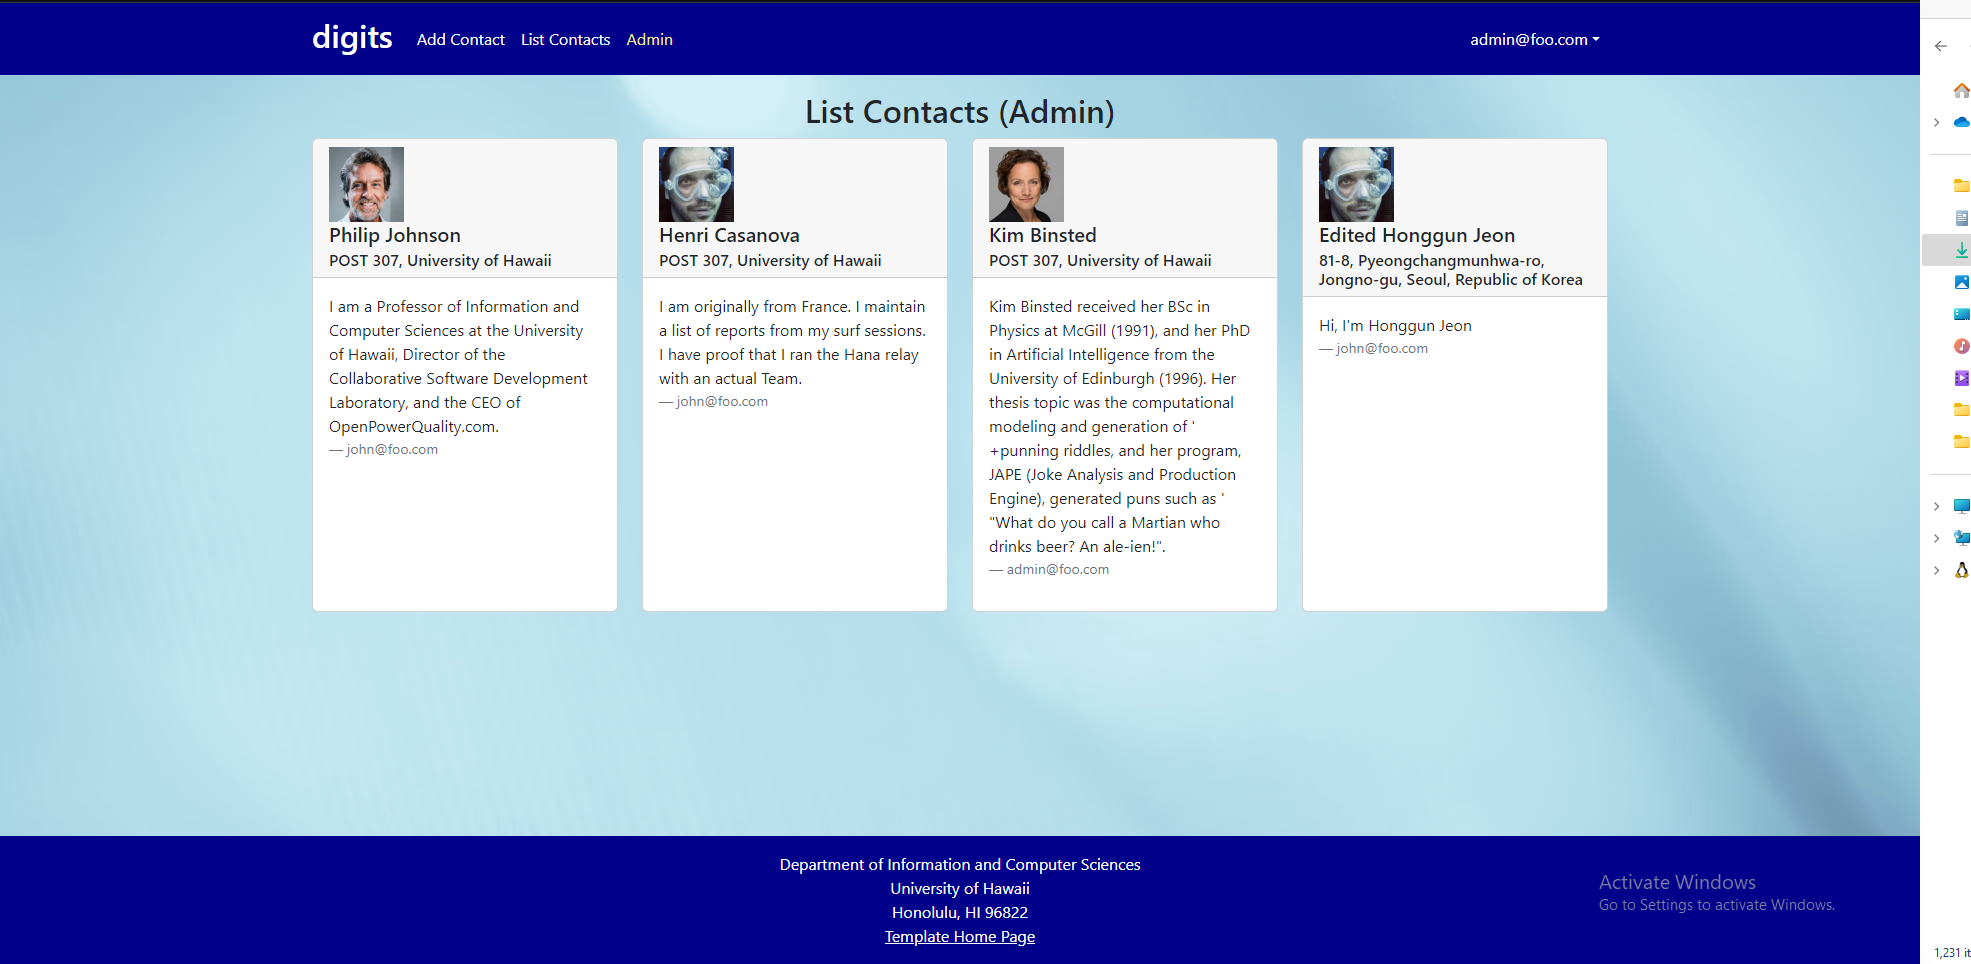 digits Add Contact List Contacts Admin admin@foo.com
List Contacts (Admin)
Philip Johnson
POST 307, University of Hawaii
I am a Professor of Information and
Computer Sciences at the University
of Hawaii, Director of the
Collaborative Software Development
Laboratory, and the CEO of
OpenPowerQuality.com.
— john@foo.com
Henri Casanova
POST 307, University of Hawaii
I am originally from France. I maintain
a list of reports from my surf sessions.
I have proof that I ran the Hana relay
with an actual Team.
— john@foo.com
Kim Binsted
POST 307, University of Hawaii
Kim Binsted received her BSc in
Physics at McGill (1991), and her PhD
in Artificial Intelligence from the
University of Edinburgh (1996). Her
thesis topic was the computational
modeling and generation of '
+punning riddles, and her program,
JAPE (Joke Analysis and Production
Engine), generated puns such as '
"What do you call a Martian who
drinks beer? An ale-ien!".
— admin@foo.com
Edited Honggun Jeon
81-8, Pyeongchangmunhwa-ro,
Jongno-gu, Seoul, Republic of Korea
Hi, I'm Honggun Jeon
— john@foo.com
Department of Information and Computer Sciences
University of Hawaii
Honolulu, HI 96822
Template Home Page
Activate Windows
Go to Settings to activate Windows.
1,231 it